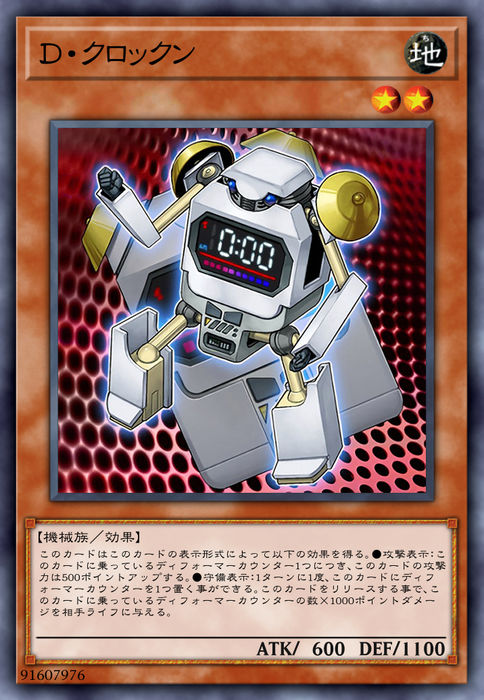 D・クロックン
ち
地
0:00
【機械族／効果】
このカードはこのカードの表示形式によって以下の効果を得る。●攻撃表示：こ
のカードに乗っているディフォーマーカウンター1つにつき、このカードの攻撃
力は500ポイントアップする。●守備表示：1ターンに1度、このカードにディフ
ォーマーカウンターを1つ置く事ができる。このカードをリリースする事で、こ
のカードに乗っているディフォーマーカウンターの数×1000ポイントダメー
ジを相手ライフに与える。
ATK/ 600 DEF/1100
91607976